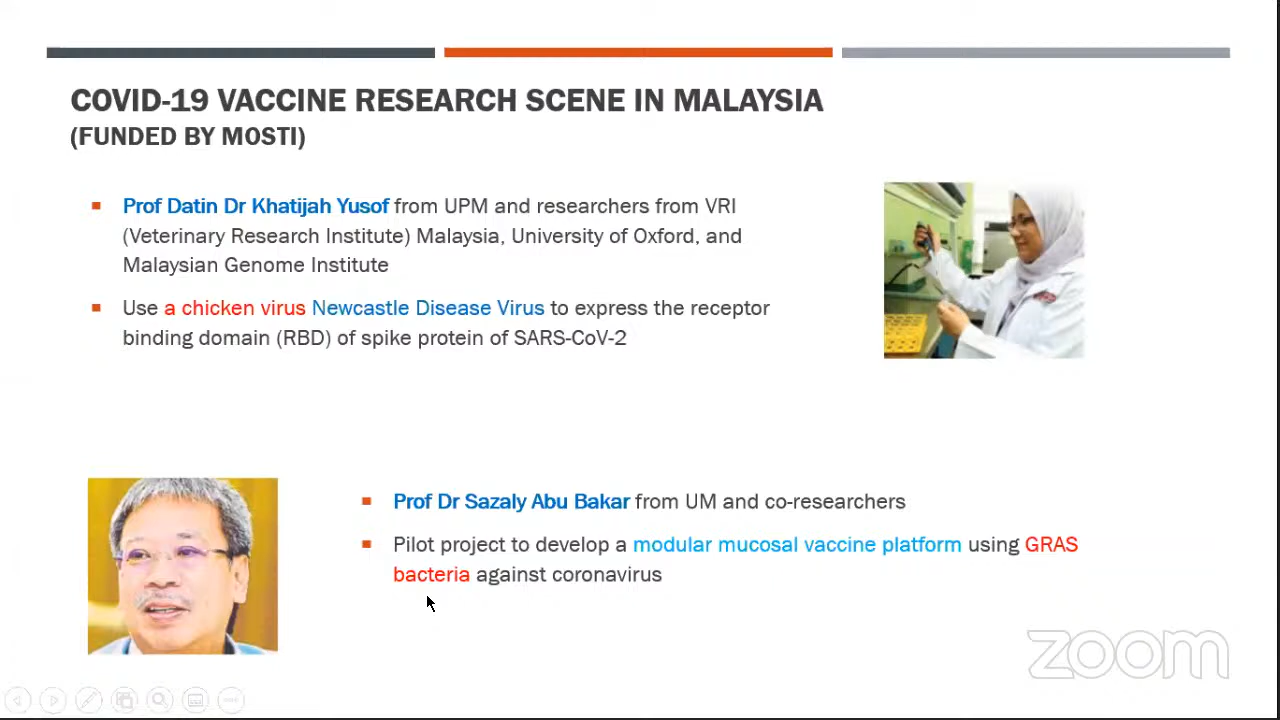 COVID-19 VACCINE RESEARCH SCENE IN MALAYSIA
(FUNDED BY MOSTI)
Prof Datin Dr Khatijah Yusof from UPM and researchers from VRI
(Veterinary Research Institute) Malaysia, University of Oxford, and
Malaysian Genome Institute
Use a chicken virus Newcastle Disease Virus to express the receptor
binding domain (RBD) of spike protein of SARS-CoV-2
Prof Dr Sazaly Abu Bakar from UM and co-researchers
Pilot project to develop a modular mucosal vaccine platform using GRAS
bacteria against coronavirus
zoom